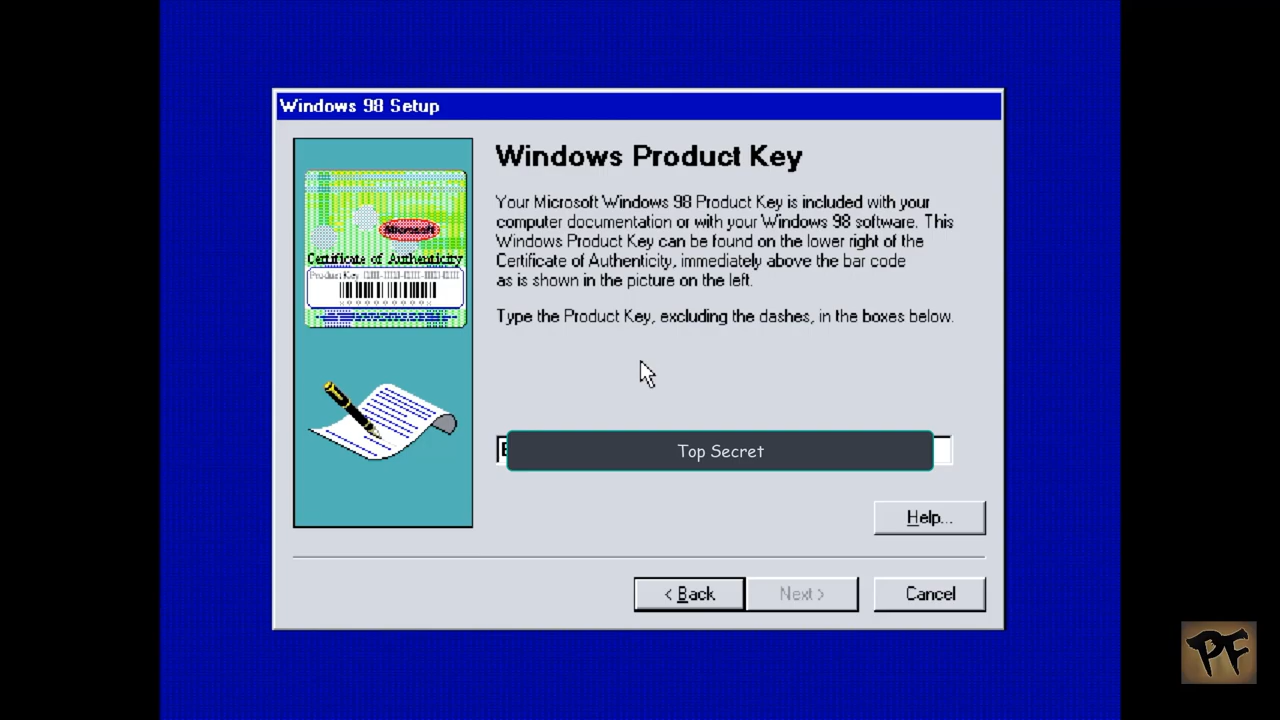 Windows 98 Setup
Windows Product Key
Your Microsoft Windows 98 Product Key is included with your
computer documentation or with your Windows 98 software. This
Windows Product Key can be found on the lower right of the
Certificate of Authenticity, immediately above the bar code
as is shown in the picture on the left.
Type the Product Key, excluding the dashes, in the boxes below.
Microsoft
Certificate of Authenticity
Product Key
Top Secret
Help...
< Back
Next >
Cancel
PF